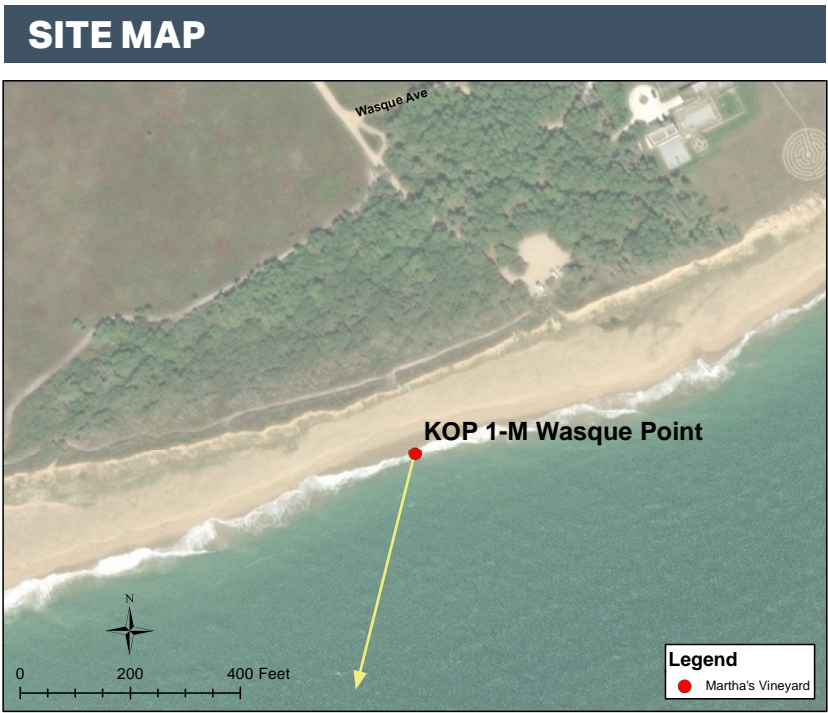 SITE MAP
Wasque Ave
KOP 1-M Wasque Point
N
0 200 400 Feet
Legend
Martha's Vineyard